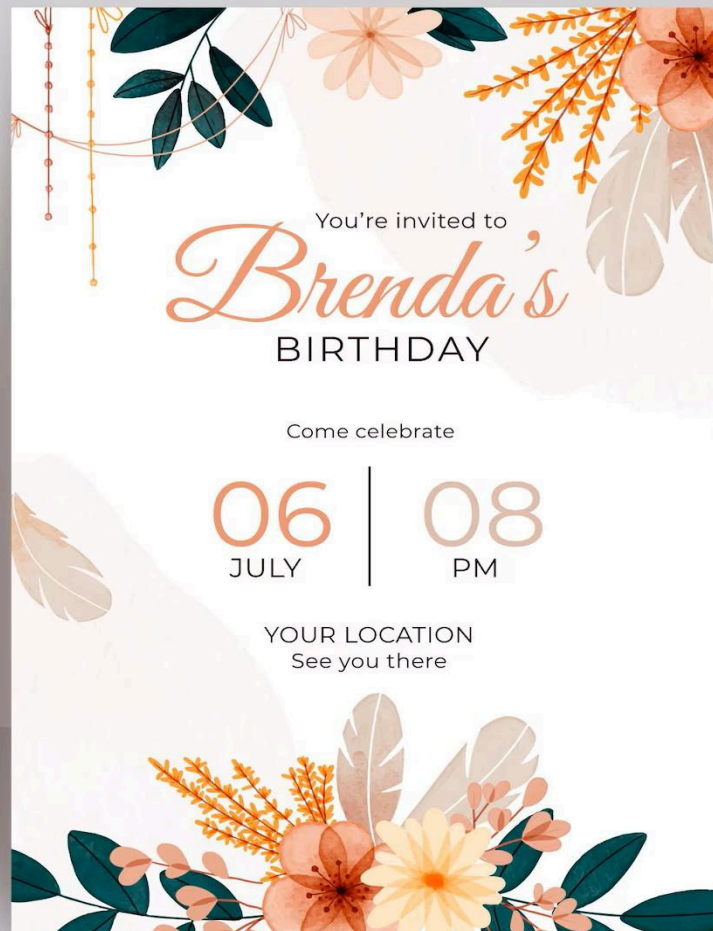 You're invited to
Brenda's
BIRTHDAY
Come celebrate
06
JULY
08
PM
YOUR LOCATION
See you there